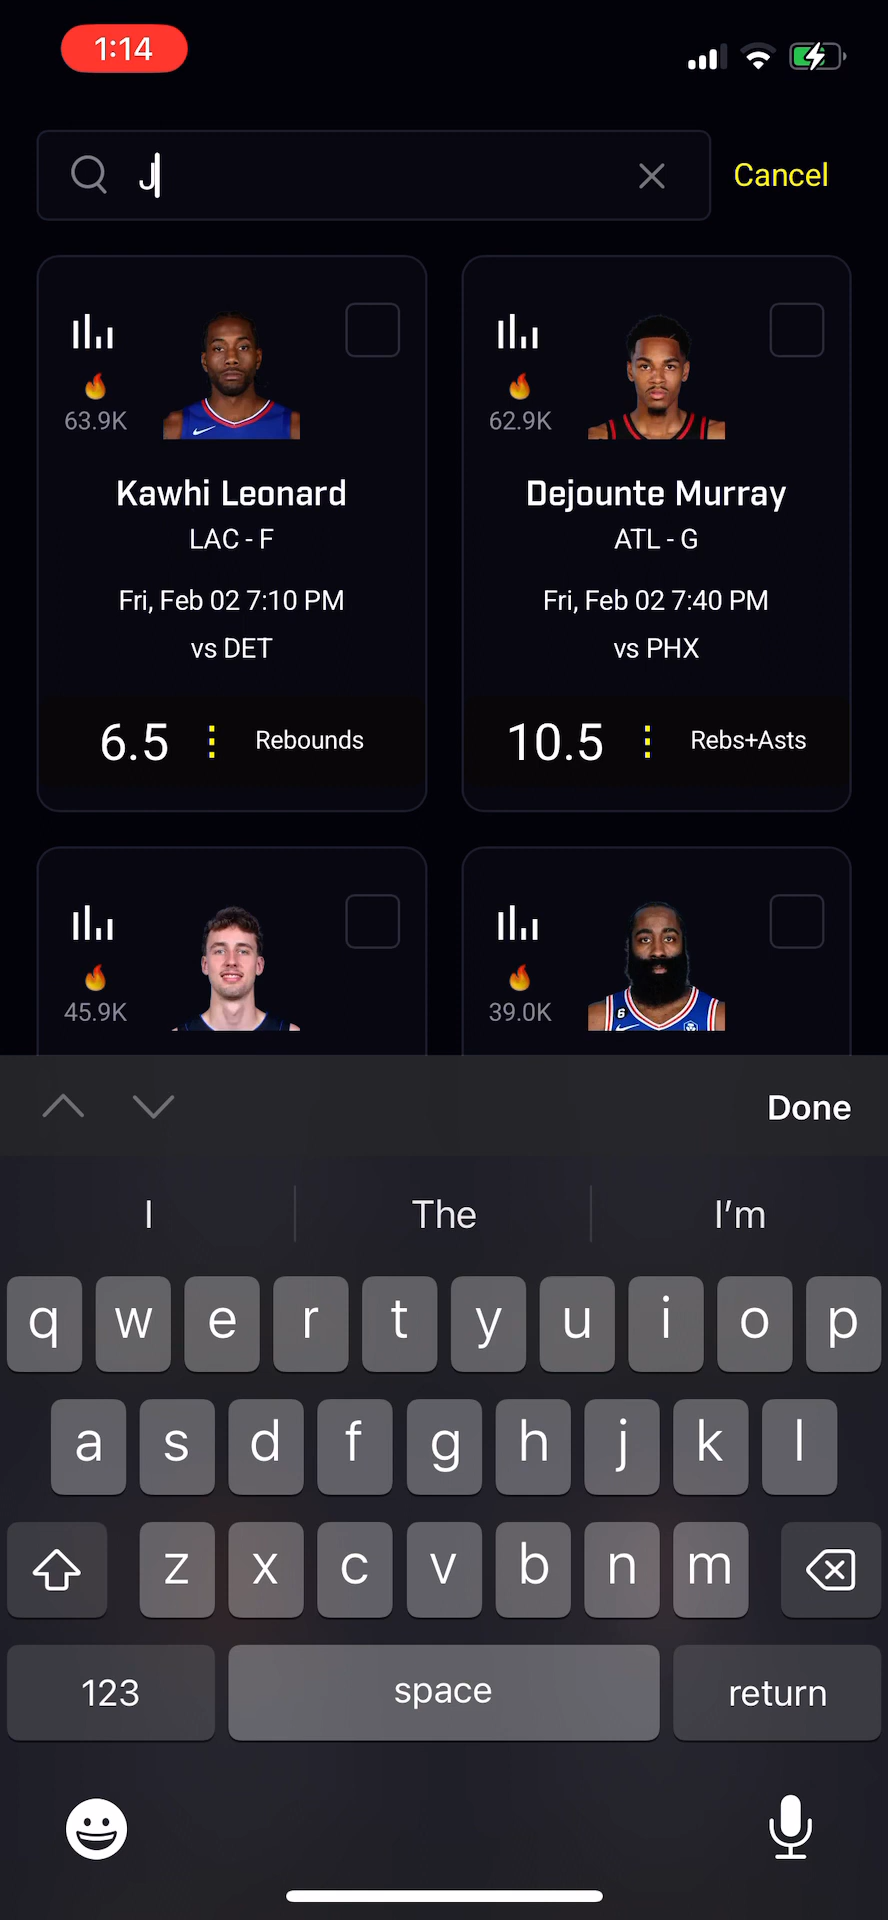 1:14
J
Cancel
63.9K
62.9K
Kawhi Leonard
Dejounte Murray
LAC - F
ATL - G
Fri, Feb 02 7:10 PM
Fri, Feb 02 7:40 PM
vs DET
vs PHX
6.5 Rebounds
10.5 Rebs+Asts
45.9K
39.0K
6
Done
I The I’m
q w e r t y u i o p
a s d f g h j k l
z x c v b n m
123 space return